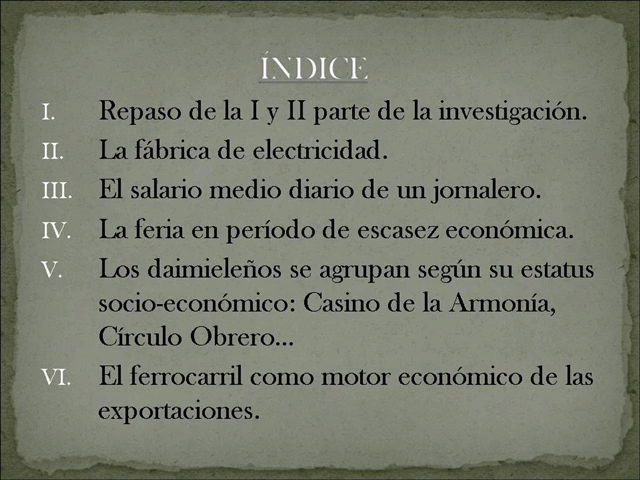 ÍNDICE
I. Repaso de la I y II parte de la investigación.
II. La fábrica de electricidad.
III. El salario medio diario de un jornalero.
IV. La feria en período de escasez económica.
V. Los daimieleños se agrupan según su estatus
socio-económico: Casino de la Armonía,
Círculo Obrero...
VI. El ferrocarril como motor económico de las
exportaciones.